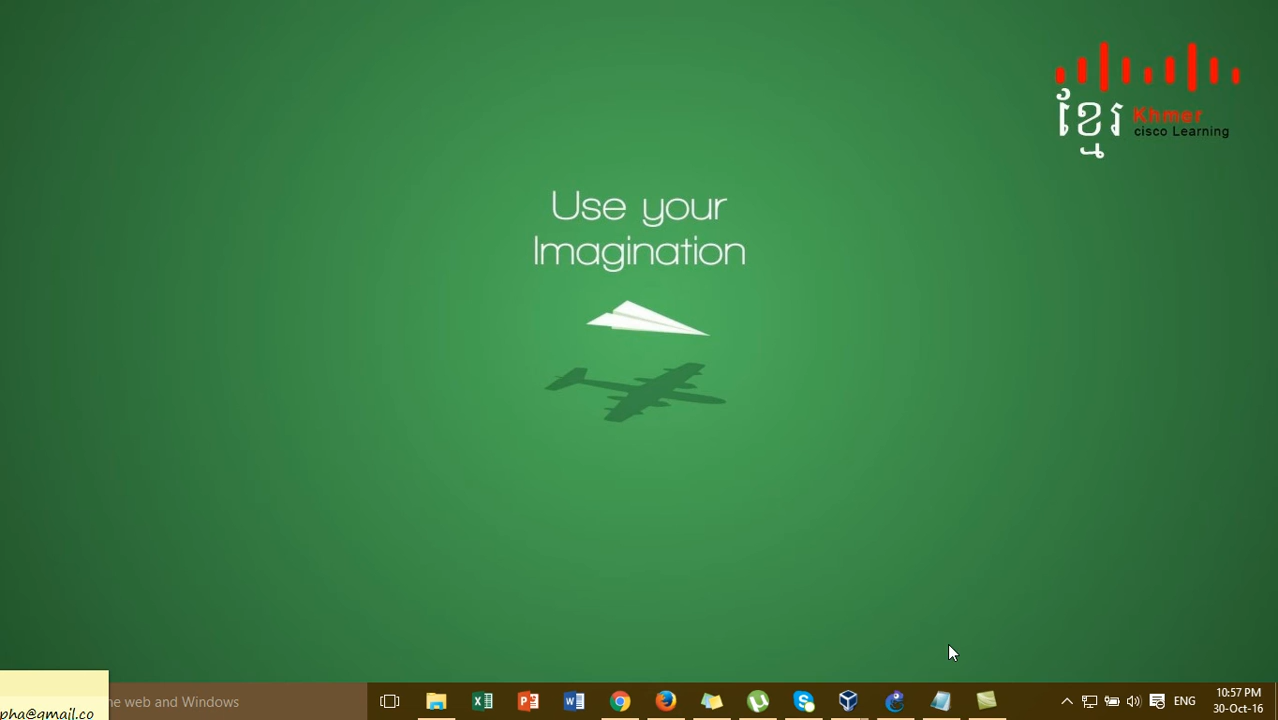 ខ្មែរ
Khmer
cisco Learning
Use your
Imagination
pha@gmail.co
ne web and Windows
ENG
10:57 PM
30-Oct-16